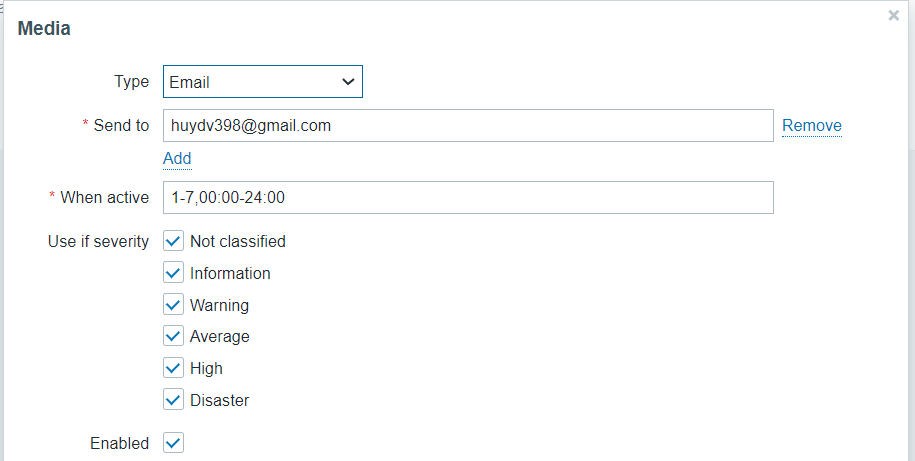 Media
Type Email
* Send to huydv398@gmail.com Remove
Add
* When active 1-7,00:00-24:00
Use if severity Not classified
Information
Warning
Average
High
Disaster
Enabled